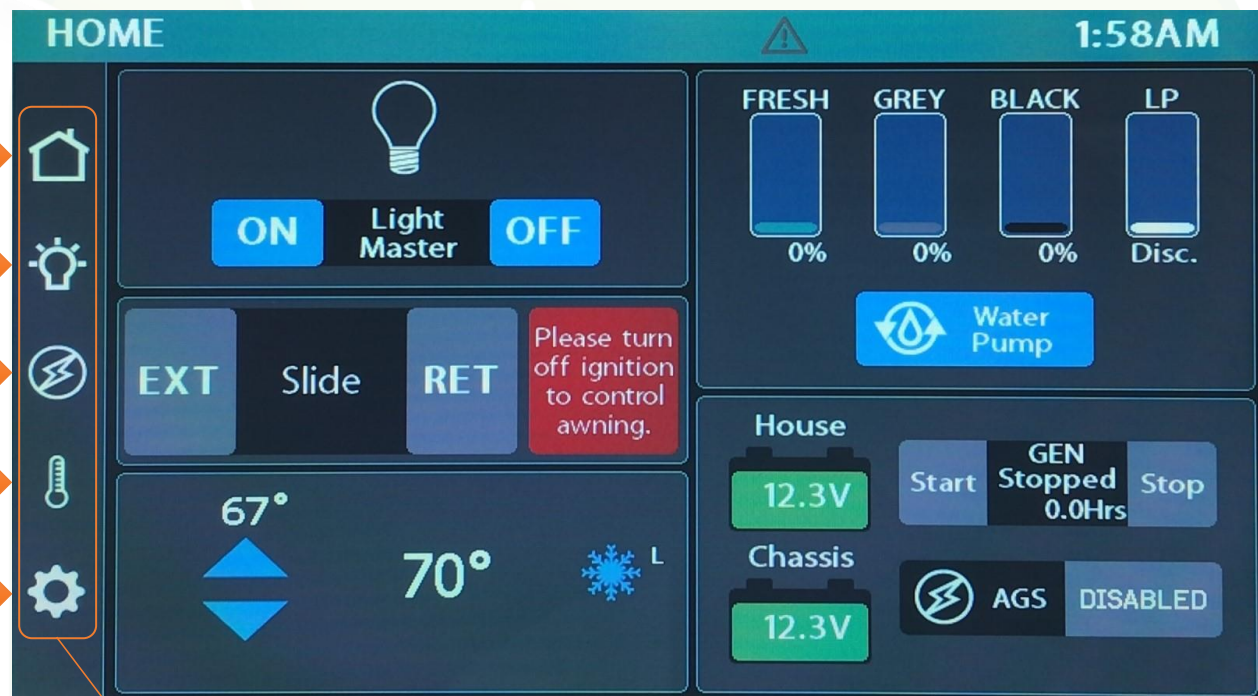 HOME
1:58AM
Light
Master
ON
OFF
EXT
Slide
RET
Please turn
off ignition
to control
awning.
67°
70°
L
FRESH
GREY
BLACK
LP
0%
0%
0%
Disc.
Water
Pump
House
12.3V
Chassis
12.3V
Start
GEN
Stopped
0.0Hrs
Stop
AGS
DISABLED